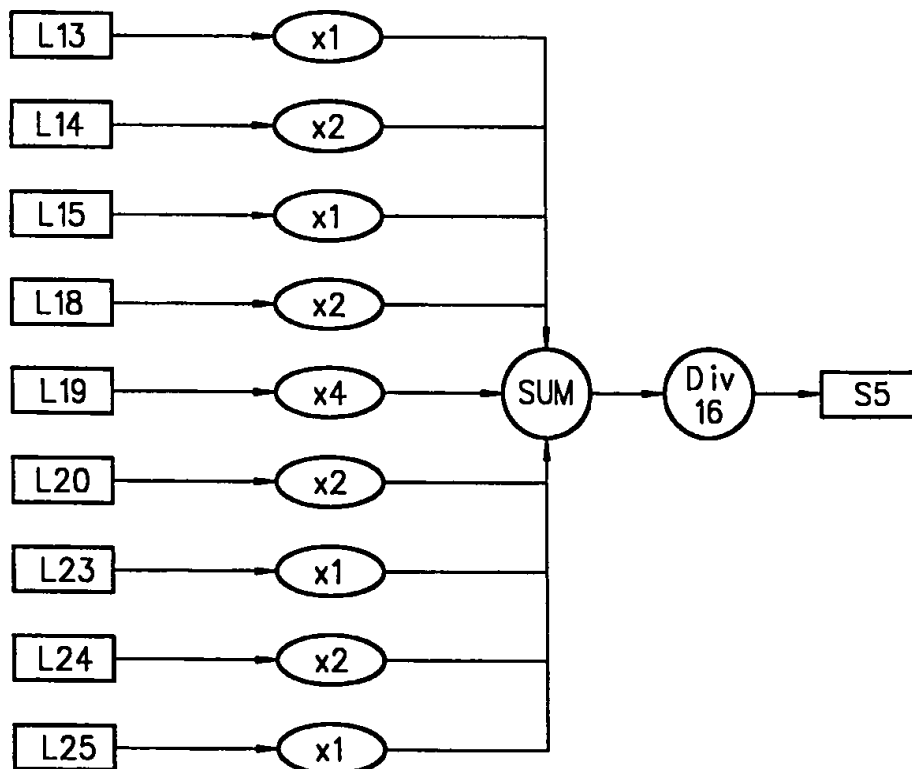 L13 x1
L14 x2
L15 x1
L18 x2
L19 x4 SUM Div 16 S5
L20 x2
L23 x1
L24 x2
L25 x1